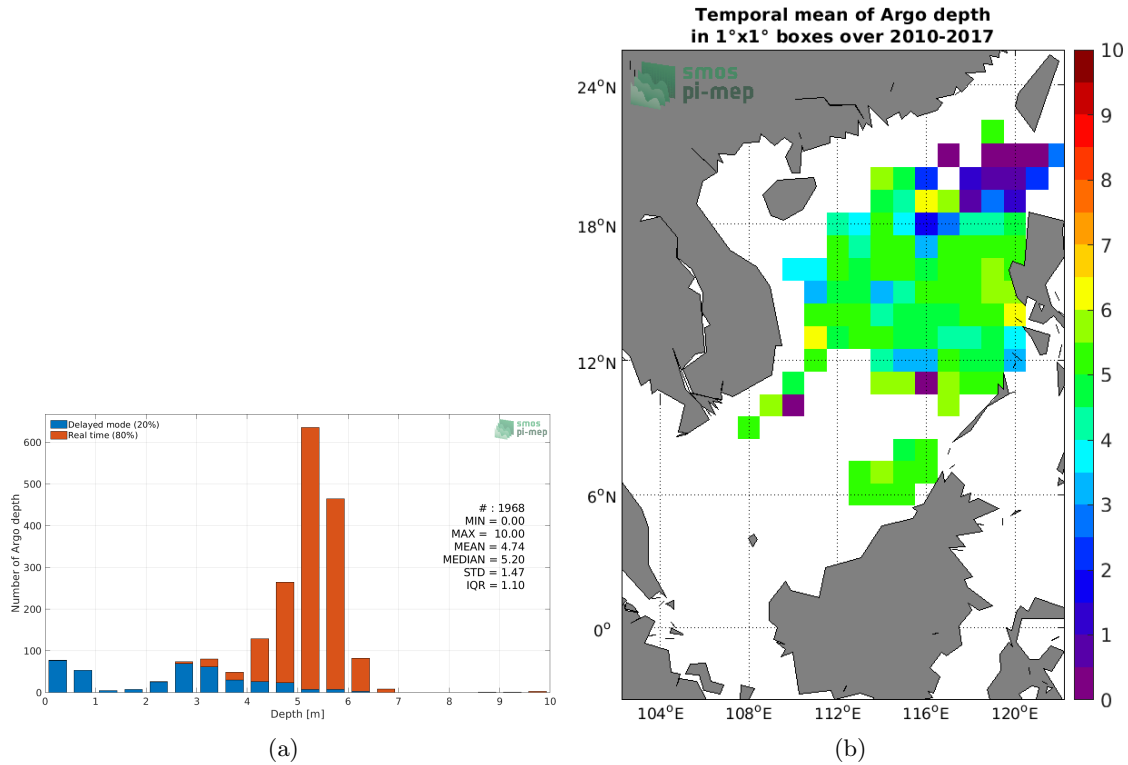 Delayed mode (20%)
Real time (80%)
smos
pi-mep
# : 1968
MIN = 0.00
MAX = 10.00
MEAN = 4.74
MEDIAN = 5.20
STD = 1.47
IQR = 1.10
Number of Argo depth
600
500
400
300
200
100
0
0 1 2 3 4 5 6 7 8 9 10
Depth [m]
(a)
Temporal mean of Argo depth
in 1°x1° boxes over 2010-2017
smos
pi-mep
24°N
18°N
12°N
6°N
0°
104°E 108°E 112°E 116°E 120°E
10
9
8
7
6
5
4
3
2
1
0
(b)